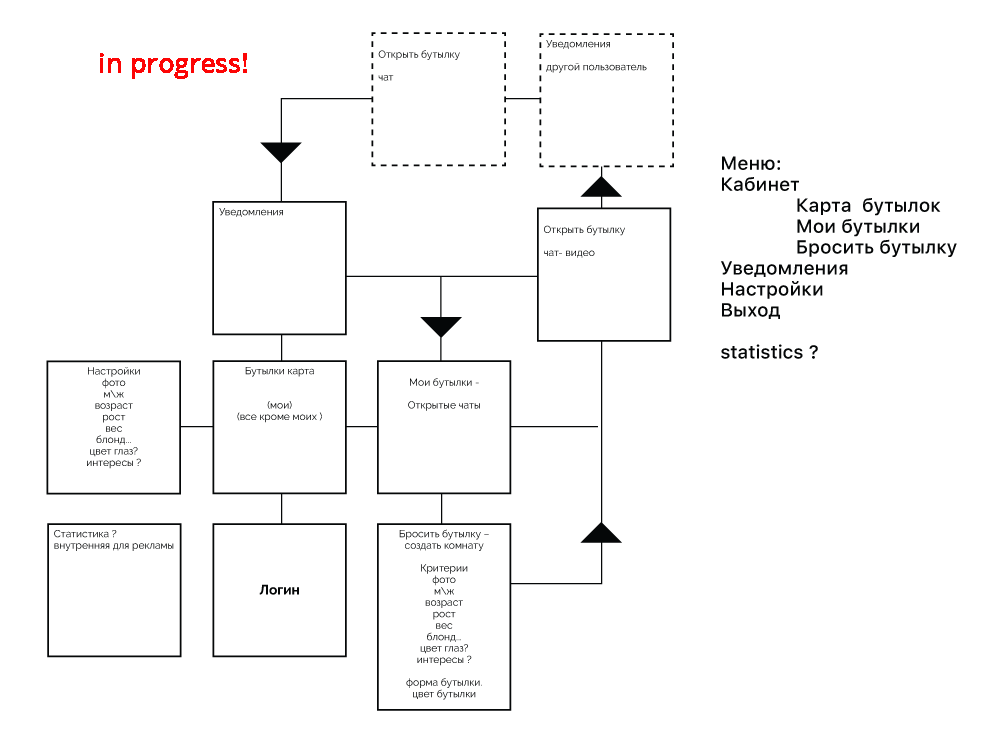 in progress!
Открыть бутылку
чат
Уведомления
другой пользователь
Меню:
Кабинет
Карта бутылок
Мои бутылки
Бросить бутылку
Уведомления
Настройки
Выход
statistics ?
Уведомления
Открыть бутылку
чат- видео
Настройки
фото
м\ж
возраст
рост
вес
блонд...
цвет глаз?
интересы ?
Бутылки карта
(мои)
(все кроме моих )
Мои бутылки -
Открытые чаты
Статистика ?
внутренняя для рекламы
Логин
Бросить бутылку –
создать комнату
Критерии
фото
м\ж
возраст
рост
вес
блонд...
цвет глаз?
интересы ?
форма бутылки.
цвет бутылки